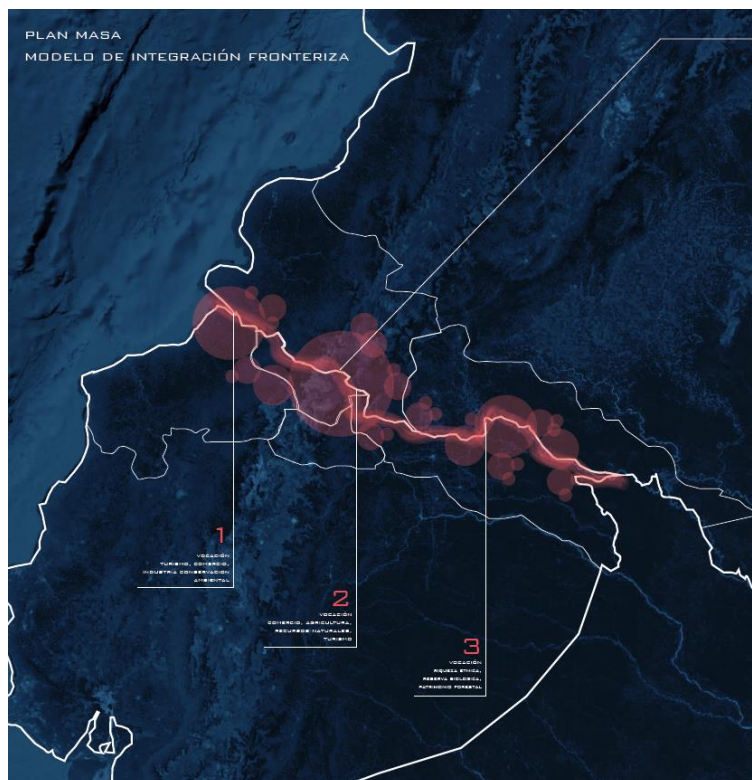 PLAN MASA
MODELO DE INTEGRACIÓN FRONTERIZA
1
VOCACIÓN
TURISMO, COMERCIO,
INDUSTRIA CONSERVACION
AMBIENTAL
2
VOCACIÓN
COMERCIO, AGRICULTURA,
RECURSOS NATURALES,
TURISMO
3
VOCACIÓN
RIQUEZA ETNICA,
RESERVA BIOLOGICA,
PATRIMONIO FORESTAL